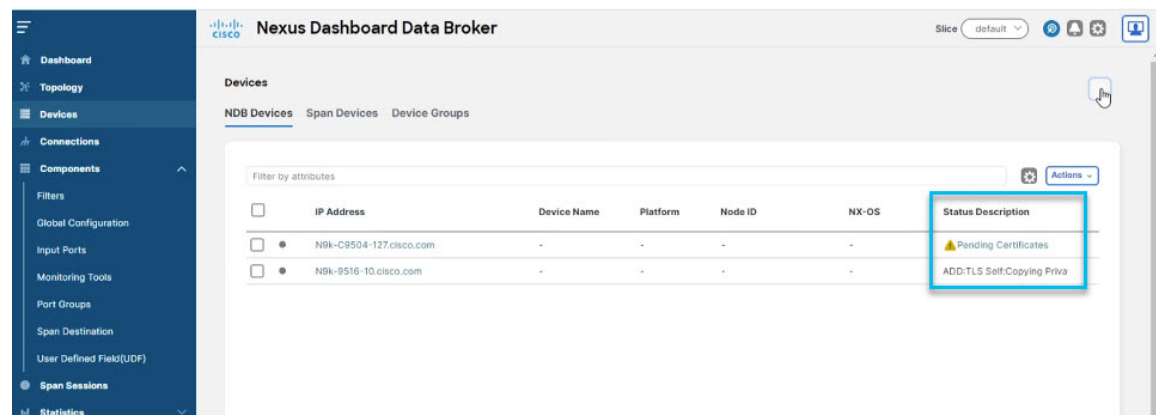 cisco Nexus Dashboard Data Broker
Slice default
Dashboard
Topology
Devices
Connections
Components
Filters
Global Configuration
Input Ports
Monitoring Tools
Port Groups
Span Destination
User Defined Field(UDF)
Span Sessions
Statistics
Devices
NDB Devices Span Devices Device Groups
Filter by attributes
Actions
IP Address Device Name Platform Node ID NX-OS Status Description
N9k-C9504-127.cisco.com - - - - Pending Certificates
N9k-9516-10.cisco.com - - - - ADD:TLS Self:Copying Priva